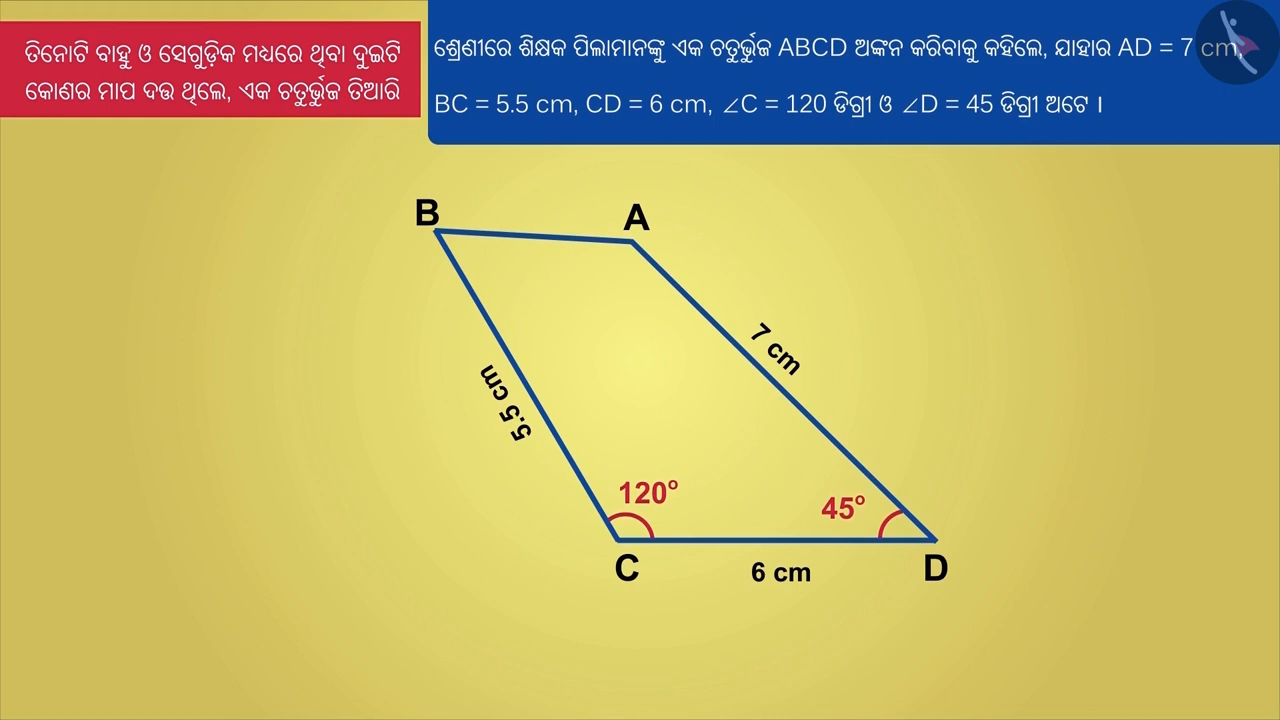 ତିନୋଟି ବାହୁ ଓ ସେଗୁଡ଼ିକ ମଧ୍ୟରେ ଥିବା ଦୁଇଟି
କୋଣର ମାପ ଦତ୍ତ ଥିଲେ, ଏକ ଚତୁର୍ଭୁଜ ତିଆରି
ଶ୍ରେଣୀରେ ଶିକ୍ଷକ ପିଲାମାନଙ୍କୁ ଏକ ଚତୁର୍ଭୁଜ ABCD ଅଙ୍କନ କରିବାକୁ କହିଲେ, ଯାହାର AD = 7 cm,
BC = 5.5 cm, CD = 6 cm, ∠C = 120 ଡିଗ୍ରୀ ଓ ∠D = 45 ଡିଗ୍ରୀ ଅଟେ ।
B
A
7 cm
5.5 cm
120°
45°
C
D
6 cm